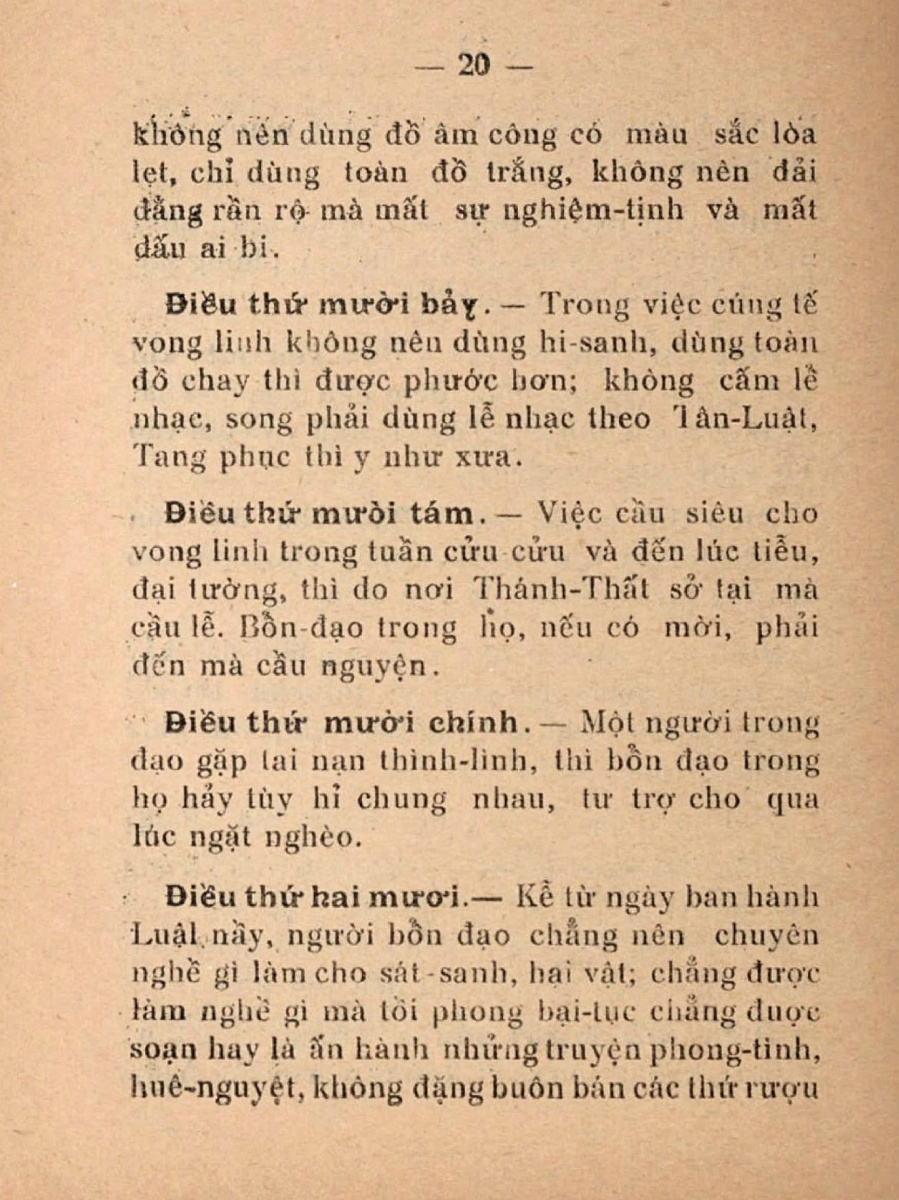 — 20 —
không nên dùng đồ âm công có màu sắc lòa
lẹt, chỉ dùng toàn đồ trắng, không nên đải
đằng rần rộ mà mất sự nghiệm-tịnh và mất
dấu ai bi.
Điều thứ mười bảy. — Trong việc cúng tế
vong linh không nên dùng hi-sanh, dùng toàn
đồ chay thì được phước hơn; không cấm lễ
nhạc, song phải dùng lễ nhạc theo Tân-Luật,
Tang phục thì y như xưa.
Điều thứ mười tám. — Việc cầu siêu cho
vong linh trong tuần cửu cửu và đến lúc tiễu,
đại tường, thì do nơi Thánh-Thất sở tại mà
cầu lễ. Bổn-đạo trong họ, nếu có mời, phải
đến mà cầu nguyện.
Điều thứ mười chính. — Một người trong
đạo gặp tai nạn thình-lình, thì bổn đạo trong
họ hảy tùy hỉ chung nhau, tư trợ cho qua
lúc ngặt nghèo.
Điều thứ hai mươi. — Kể từ ngày ban hành
Luật nầy, người bổn đạo chẳng nên chuyên
nghề gì làm cho sát-sanh, hại vật; chẳng được
làm nghề gì mà tồi phong bại-tục chẳng đuợc
soạn hay là ấn hành những truyện phong-tình,
huê-nguyệt, không đặng buôn bán các thứ rượu